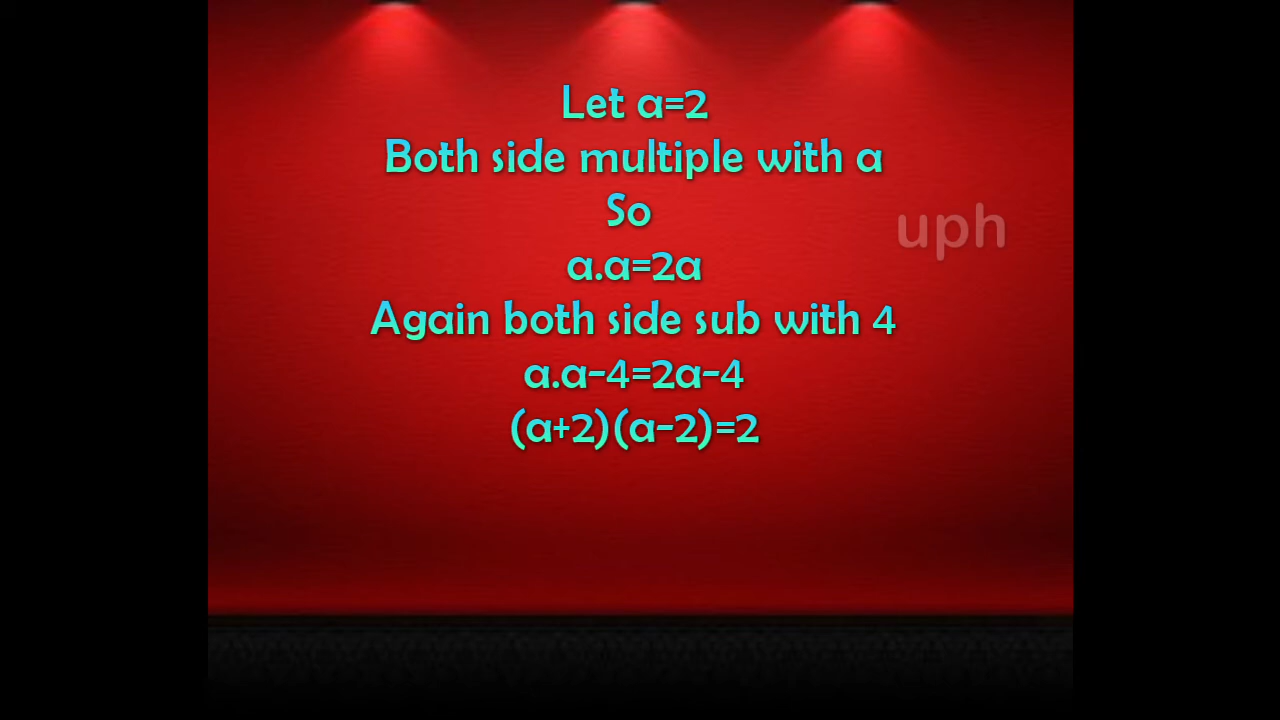 Let a=2
Both side multiple with a
So
a.a=2a
uph
Again both side sub with 4
a.a-4=2a-4
(a+2)(a-2)=2